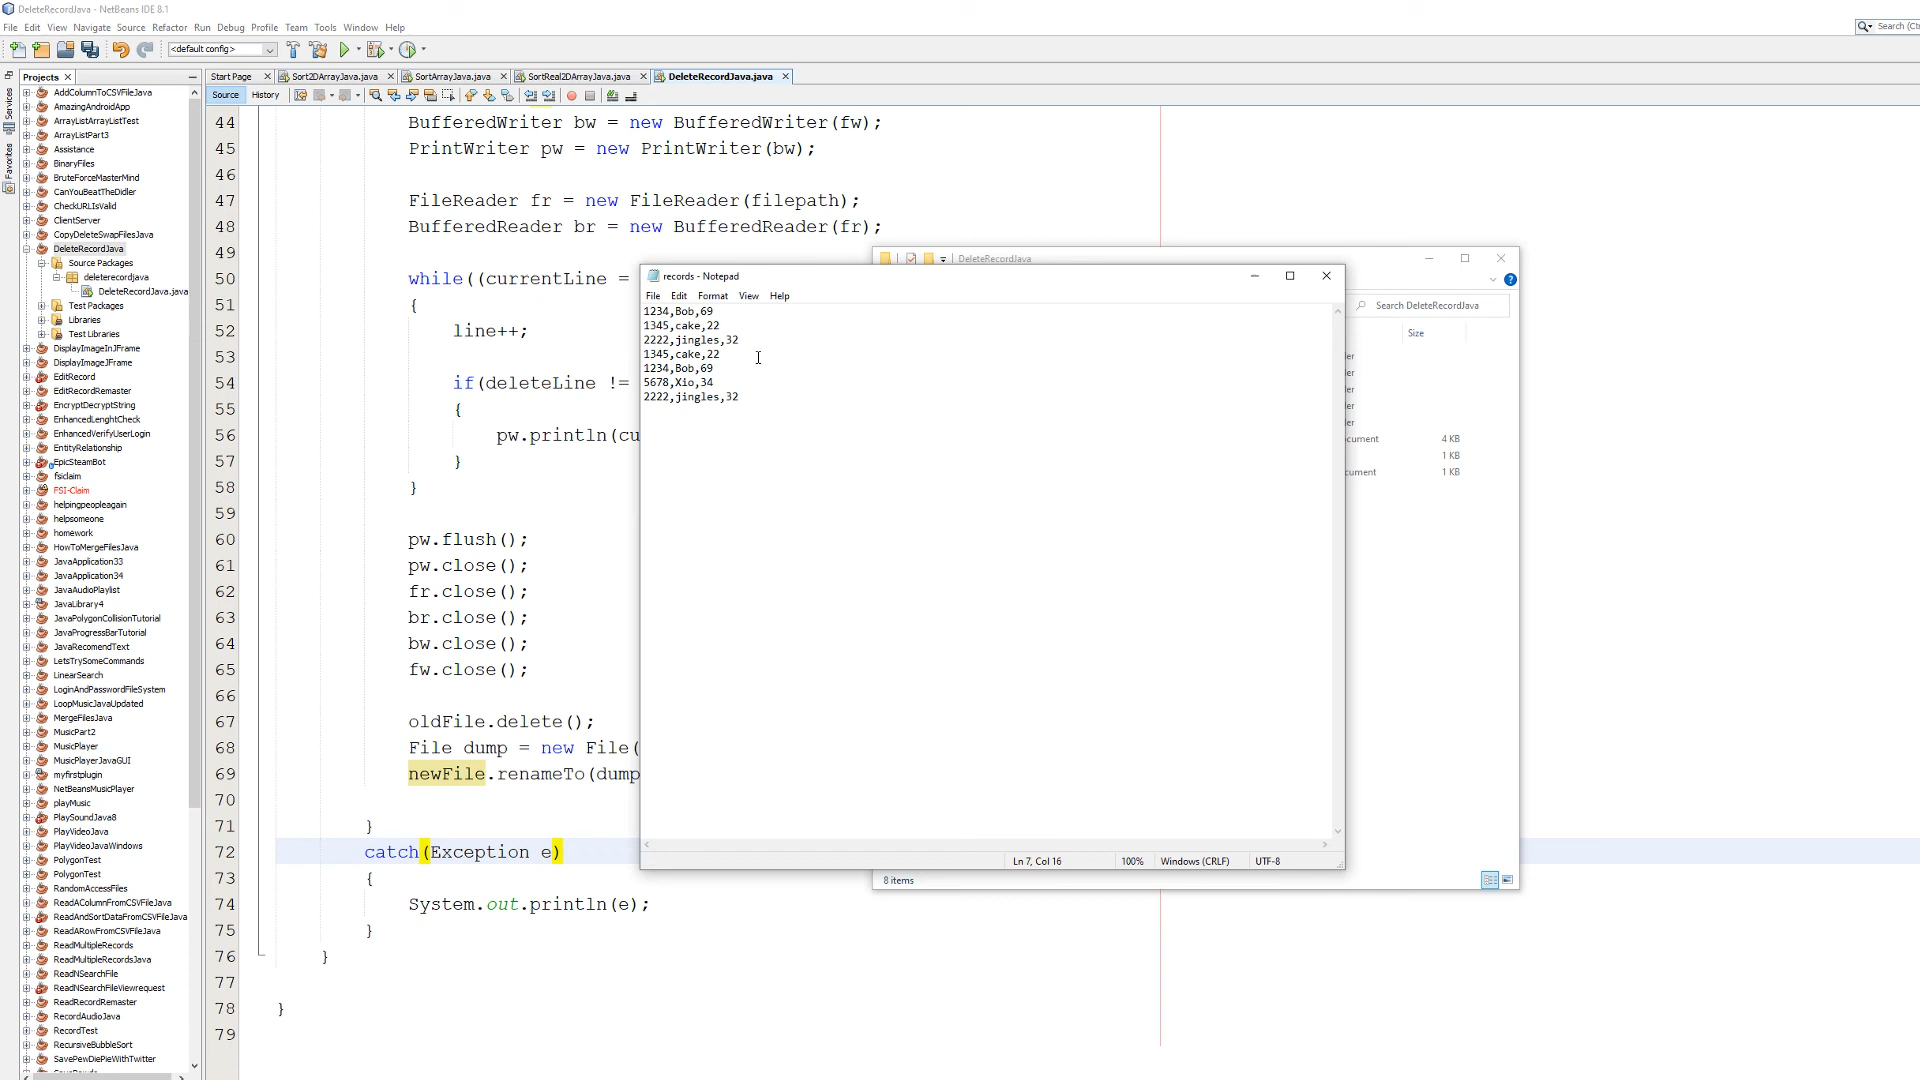 DeleteRecordJava - NetBeans IDE 8.1
File Edit View Navigate Source Refactor Run Debug Profile Team Tools Window Help
Search (Ctr
<default config>
Projects
Start Page
Sort2DArrayJava.java
SortArrayJava.java
SortReal2DArrayJava.java
DeleteRecordJava.java
Source History
Services
Favorites
AddColumnToCSVFileJava
AmazingAndroidApp
ArrayListArrayListTest
ArrayListPart3
Assistance
BinaryFiles
BruteForceMasterMind
CanYouBeatTheDidler
CheckURLIsValid
ClientServer
CopyDeleteSwapFilesJava
DeleteRecordJava
Source Packages
deleterecordjava
DeleteRecordJava.java
Test Packages
Libraries
Test Libraries
DisplayImageInJFrame
DisplayImageJFrame
EditRecord
EditRecordRemaster
EncryptDecryptString
EnhancedLenghtCheck
EnhancedVerifyUserLogin
EntityRelationship
EpicSteamBot
fsiclaim
FSI-Claim
helpingpeopleagain
helpsomeone
homework
HowToMergeFilesJava
JavaApplication33
JavaApplication34
JavaAudioPlaylist
JavaLibrary4
JavaPolygonCollisionTutorial
JavaProgressBarTutorial
JavaRecomendText
LetsTrySomeCommands
LinearSearch
LoginAndPasswordFileSystem
LoopMusicJavaUpdated
MergeFilesJava
MusicPart2
MusicPlayer
MusicPlayerJavaGUI
myfirstplugin
NetBeansMusicPlayer
playMusic
PlaySoundJava8
PlayVideoJava
PlayVideoJavaWindows
PolygonTest
PolygonTest
RandomAccessFiles
ReadAColumnFromCSVFileJava
ReadAndSortDataFromCSVFileJava
ReadARowFromCSVFileJava
ReadMultipleRecords
ReadMultipleRecordsJava
ReadNSearchFile
ReadNSearchFileViewrequest
ReadRecordRemaster
RecordAudioJava
RecordTest
RecursiveBubbleSort
SavePewDiePieWithTwitter
44 BufferedWriter bw = new BufferedWriter(fw);
45 PrintWriter pw = new PrintWriter(bw);
46
47 FileReader fr = new FileReader(filepath);
48 BufferedReader br = new BufferedReader(fr);
49
50 while((currentLine =
51 {
52 line++;
53
54 if(deleteLine !=
55 {
56 pw.println(cu
57 }
58 }
59
60 pw.flush();
61 pw.close();
62 fr.close();
63 br.close();
64 bw.close();
65 fw.close();
66
67 oldFile.delete();
68 File dump = new File(
69 newFile.renameTo(dump
70
71 }
72 catch(Exception e)
73 {
74 System.out.println(e);
75 }
76 }
77
78 }
79
DeleteRecordJava
Search DeleteRecordJava
Size
der
der
der
der
ocument 4 KB
1 KB
cument 1 KB
8 items
records - Notepad
File Edit Format View Help
1234,Bob,69
1345,cake,22
2222,jingles,32
1345,cake,22
1234,Bob,69
5678,Xio,34
2222,jingles,32
Ln 7, Col 16 100% Windows (CRLF) UTF-8